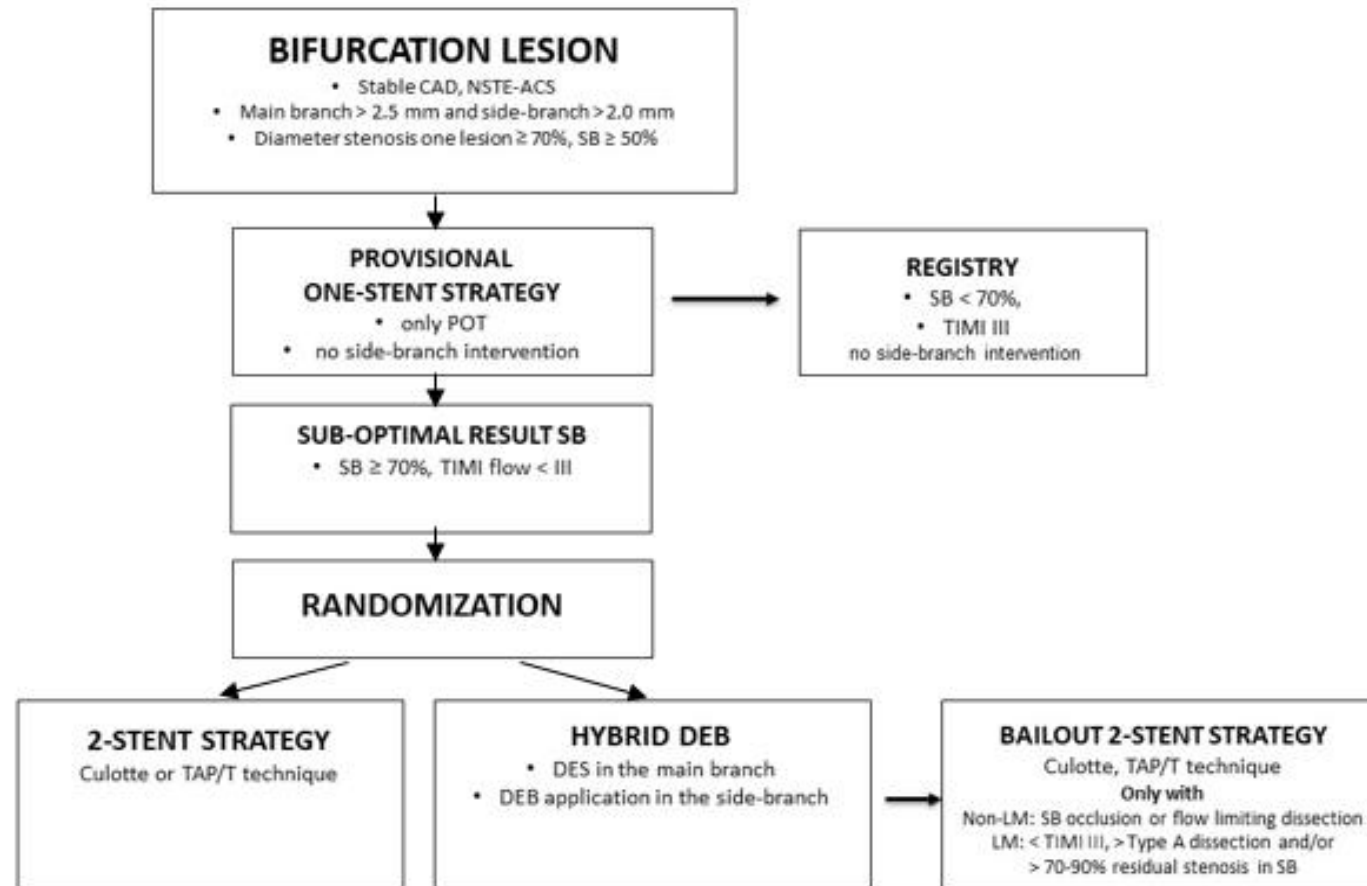 BIFURCATION LESION
• Stable CAD, NSTE-ACS
• Main branch > 2.5 mm and side-branch > 2.0 mm
• Diameter stenosis one lesion ≥ 70%, SB ≥ 50%
PROVISIONAL
ONE-STENT STRATEGY
• only POT
• no side-branch intervention
REGISTRY
• SB < 70%,
• TIMI III
no side-branch intervention
SUB-OPTIMAL RESULT SB
• SB ≥ 70%, TIMI flow < III
RANDOMIZATION
2-STENT STRATEGY
Culotte or TAP/T technique
HYBRID DEB
• DES in the main branch
• DEB application in the side-branch
BAILOUT 2-STENT STRATEGY
Culotte, TAP/T technique
Only with
Non-LM: SB occlusion or flow limiting dissection
LM: < TIMI III, > Type A dissection and/or
> 70-90% residual stenosis in SB